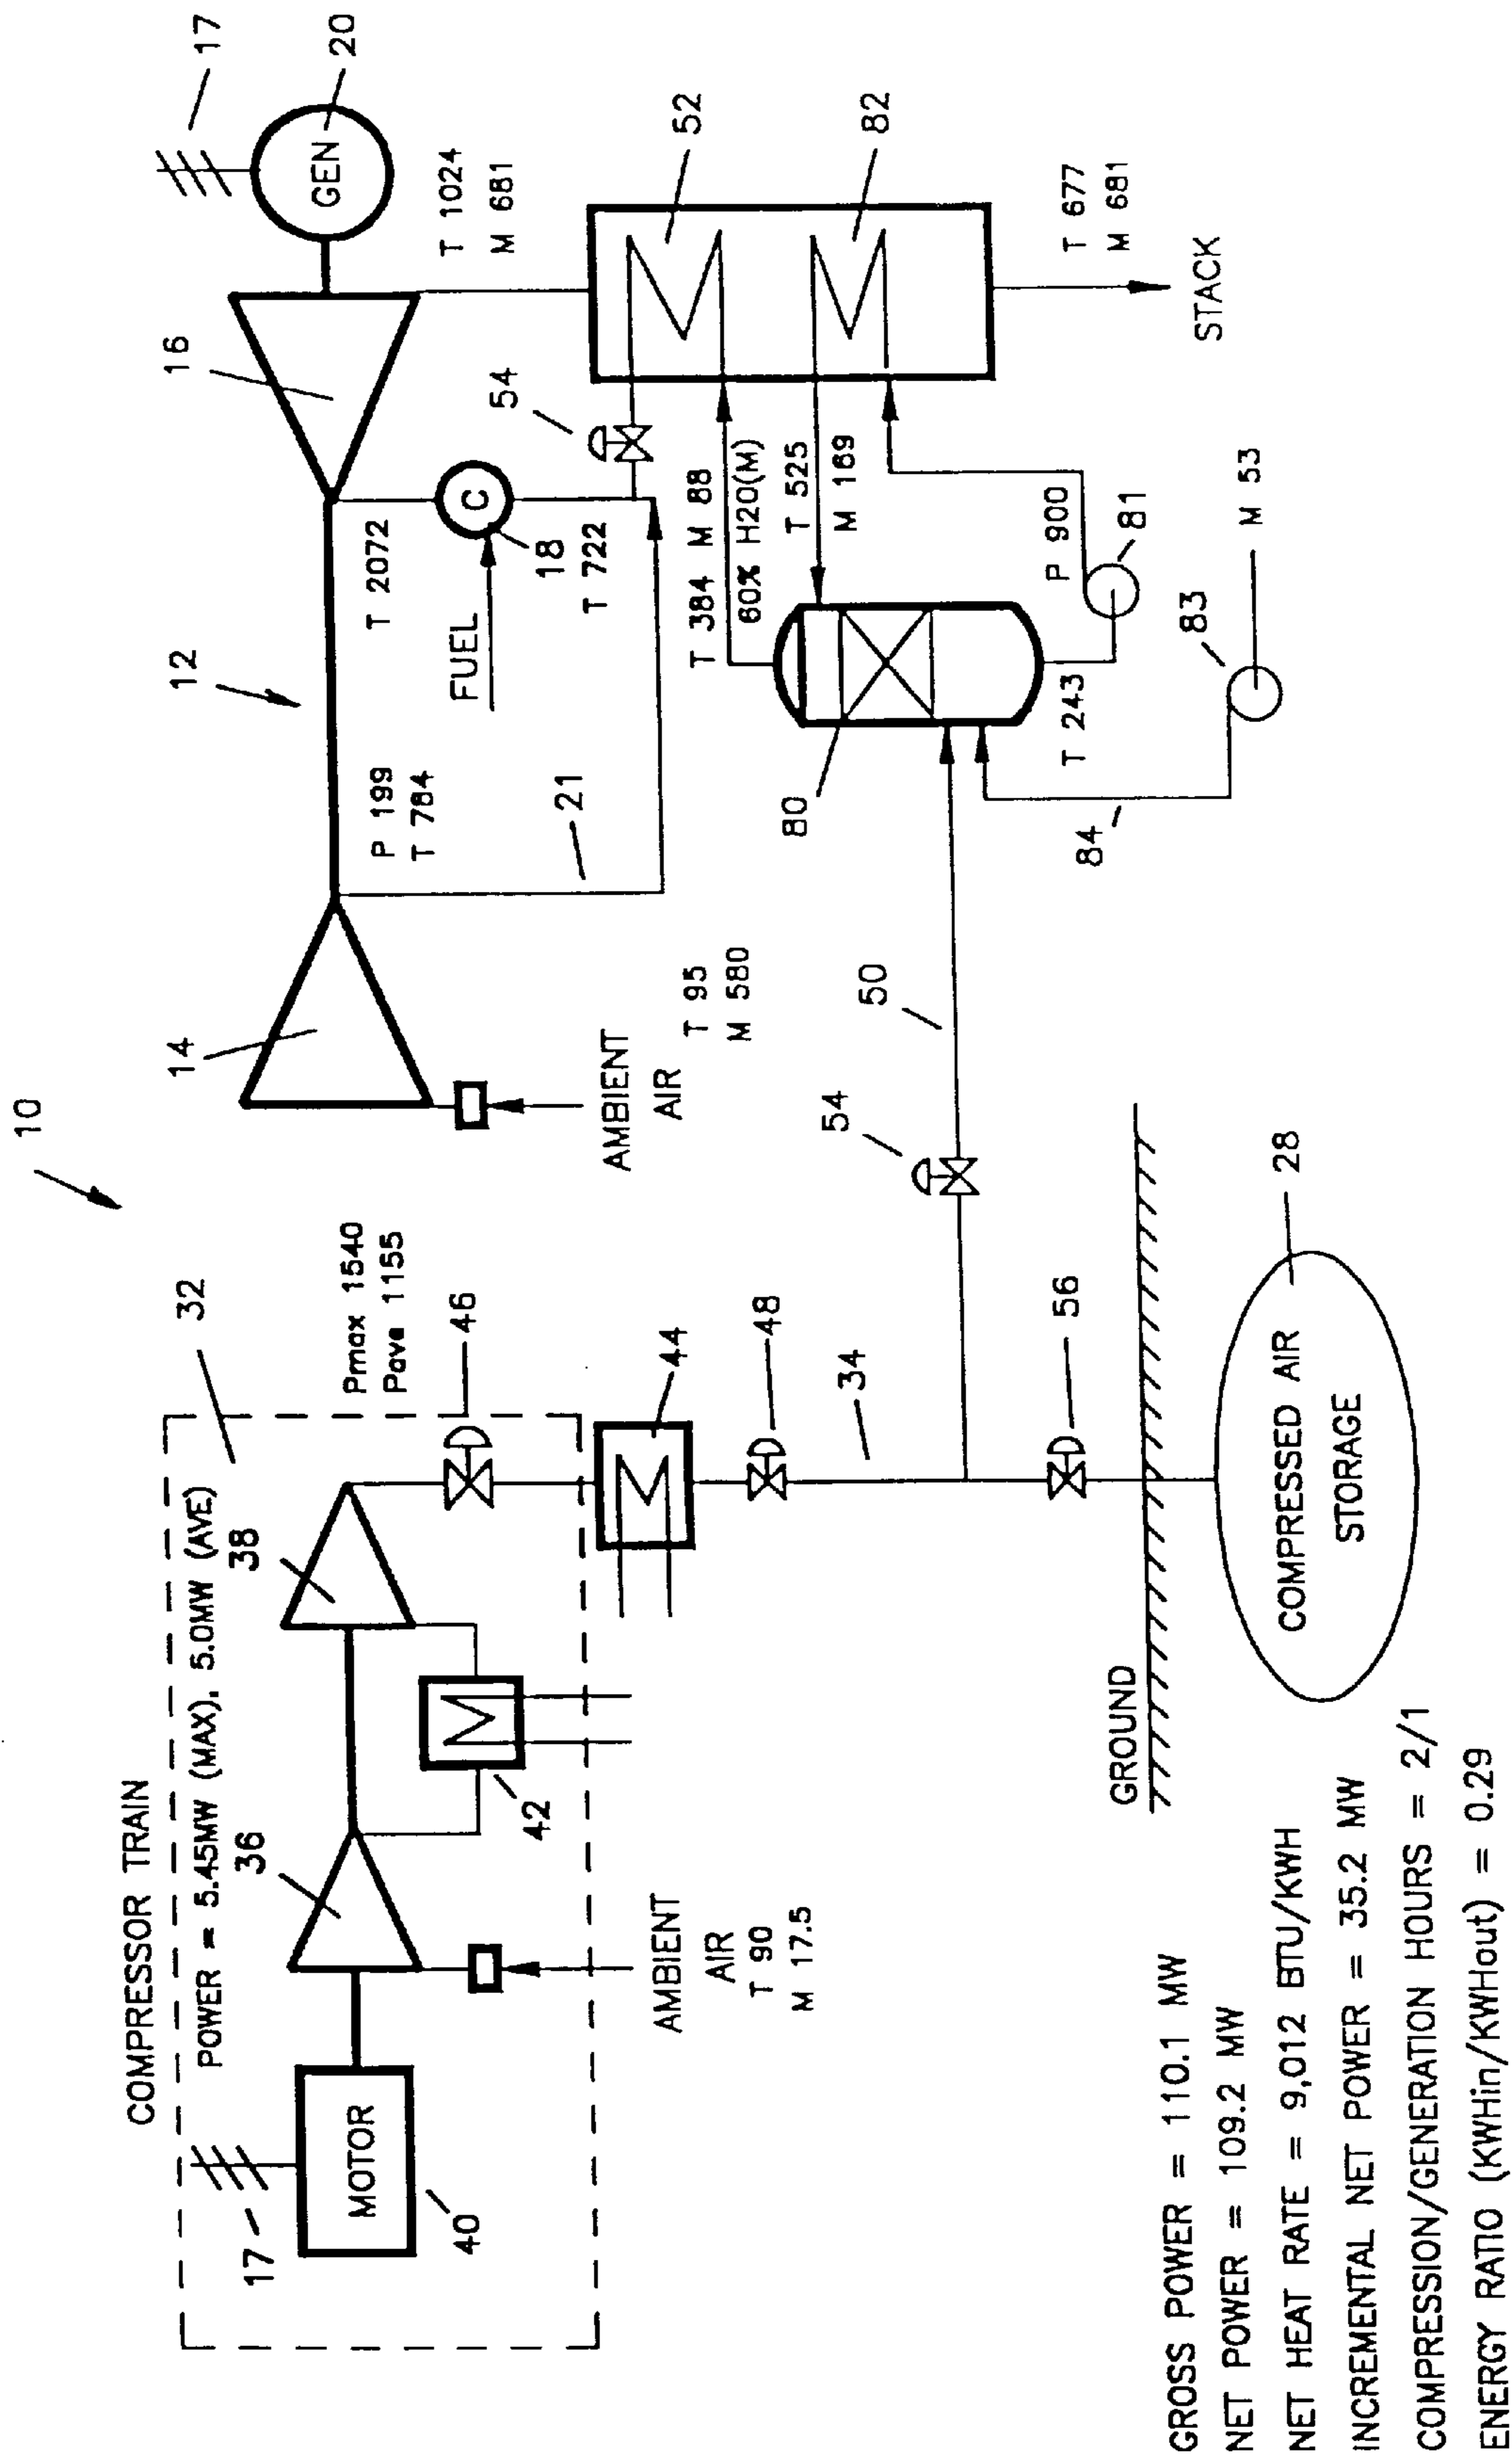 10
COMPRESSOR TRAIN
POWER = 5.45MW (MAX), 5.0MW (AVE)
32
17
MOTOR
40
36
38
42
Pmax 1540
Pave 1155
46
44
48
34
56
AMBIENT
AIR
T 90
M 17.5
GROUND
COMPRESSED AIR
STORAGE
28
14
AMBIENT
AIR
T 95
M 580
12
P 199
T 784
21
16
T 2072
C
18
FUEL
T 722
GEN
20
17
T 1024
M 681
54
52
82
T 384 M 88
60% H20(M)
T 525
M 169
T 677
M 681
STACK
80
P 900
81
T 243
83
M 53
84
50
54
GROSS POWER = 110.1 MW
NET POWER = 109.2 MW
NET HEAT RATE = 9,012 BTU/KWH
INCREMENTAL NET POWER = 35.2 MW
COMPRESSION/GENERATION HOURS = 2/1
ENERGY RATIO (KWHin/KWHout) = 0.29